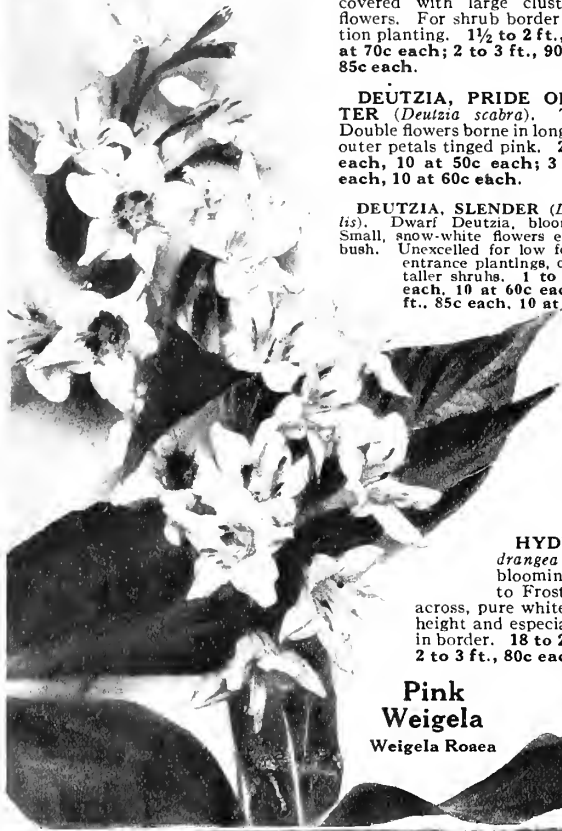 covered with large clust
flowers. For shrub border
tion planting. 1½ to 2 ft.,
at 70c each; 2 to 3 ft., 90
85c each.
DEUTZIA, PRIDE O
TER (Deutzia scabra).
Double flowers borne in long
outer petals tinged pink. 2
each, 10 at 50c each; 3
each, 10 at 60c each.
DEUTZIA, SLENDER (
lis). Dwarf Deutzia, bloo
Small, snow-white flowers e
bush. Unexcelled for low f
entrance plantings, o
taller shruhs. 1 to
each, 10 at 60c ea
ft., 85c each, 10 at
HYD
drangea
bloomin
to Frost
across, pure white
height and especia
in border. 18 to 2
2 to 3 ft., 80c eac
Pink
Weigela
Weigela Rosea